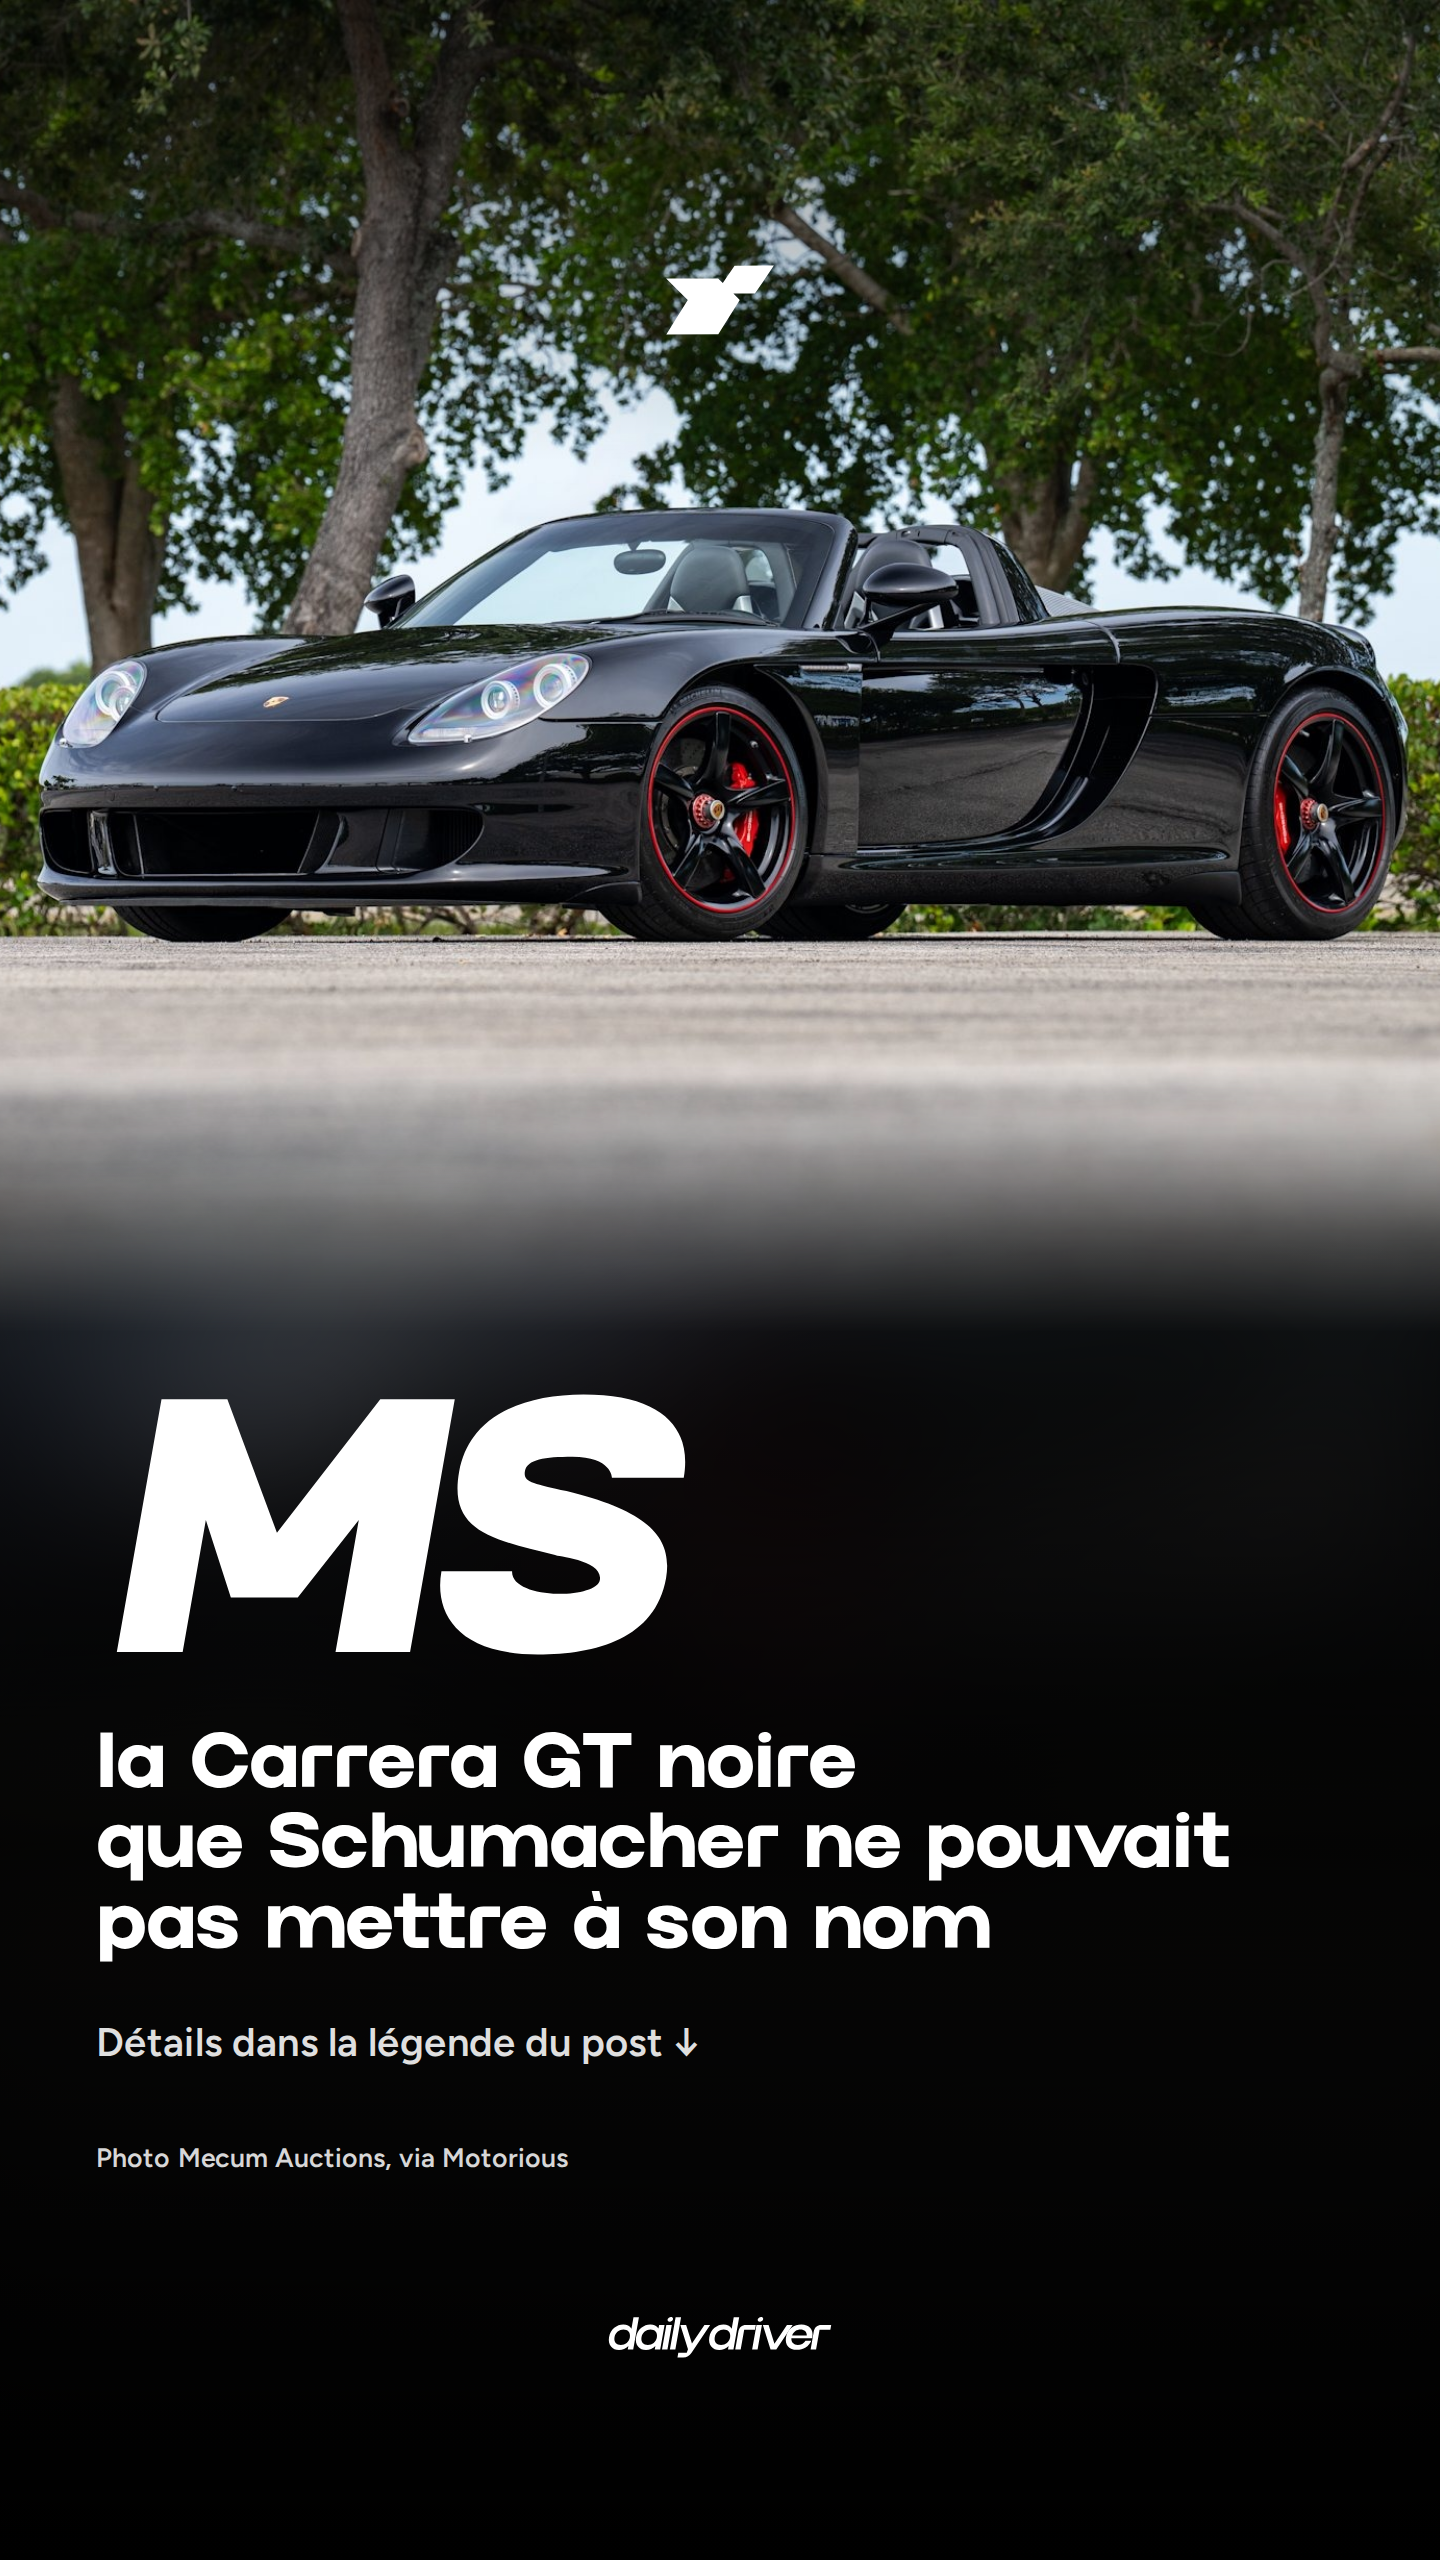 MS
la Carrera GT noire
que Schumacher ne pouvait
pas mettre à son nom
Détails dans la légende du post ↓
Photo Mecum Auctions, via Motorious
dailydriver